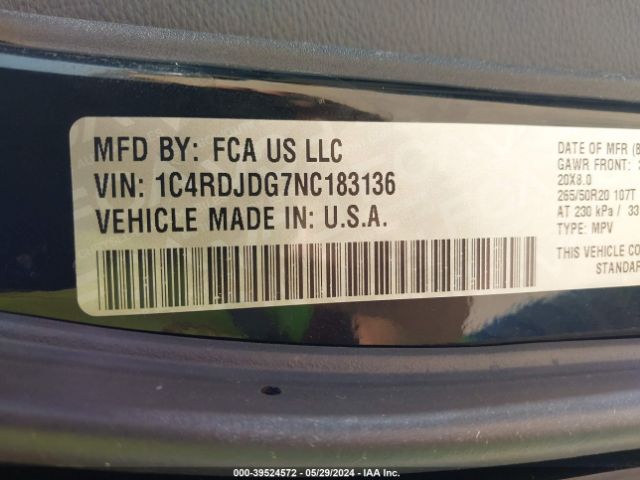 MFD BY: FCA US LLC
VIN: 1C4RDJDG7NC183136
VEHICLE MADE IN: U.S.A.
DATE OF MFR (B
GAWR FRONT:
20X8.0
265/50R20 107T
AT 230 kPa / 33
TYPE: MPV
THIS VEHICLE CO
STANDAR
000-39524572 - 05/29/2024 - IAA Inc.